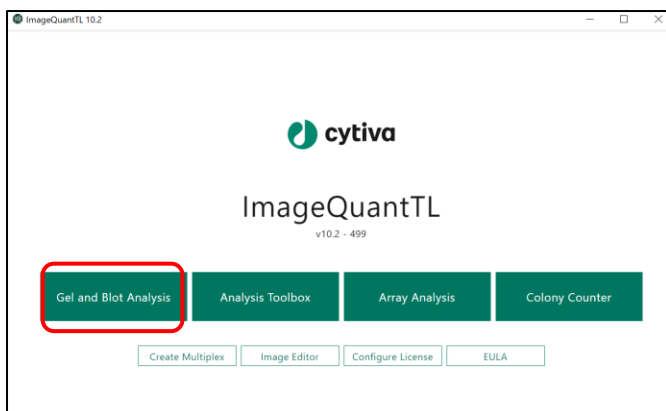 ImageQuantTL 10.2
cytiva
ImageQuantTL
v10.2 - 499
Gel and Blot Analysis Analysis Toolbox Array Analysis Colony Counter
Create Multiplex Image Editor Configure License EULA